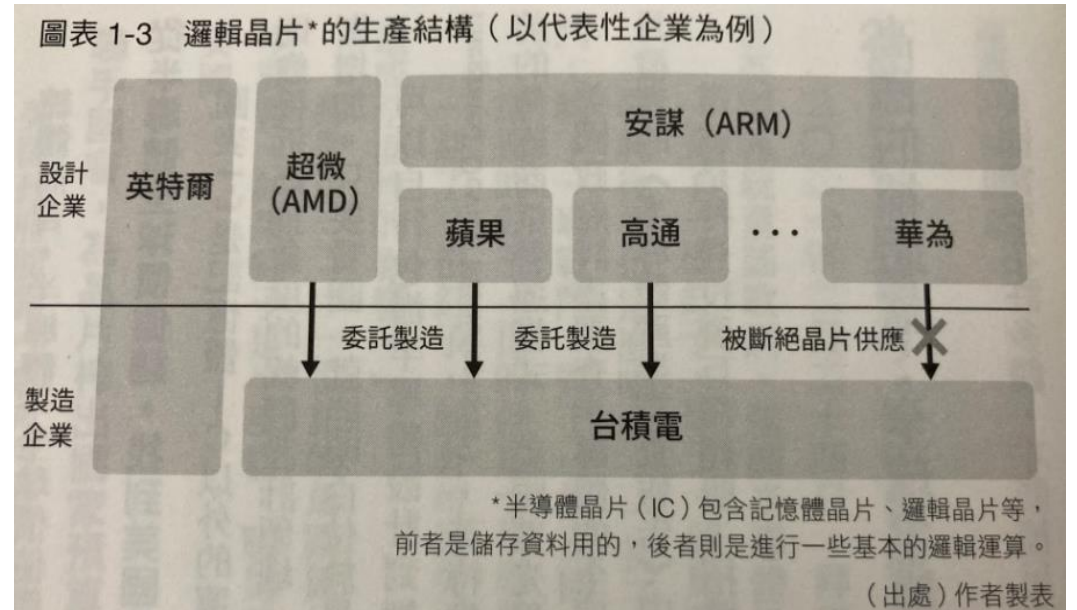 圖表 1-3 邏輯晶片*的生產結構（以代表性企業為例）
設計
企業
英特爾
超微
（AMD）
安謀（ARM）
蘋果
高通
···
華為
委託製造
委託製造
被斷絕晶片供應
製造
企業
台積電
*半導體晶片（IC）包含記憶體晶片、邏輯晶片等，
前者是儲存資料用的，後者則是進行一些基本的邏輯運算。
（出處）作者製表